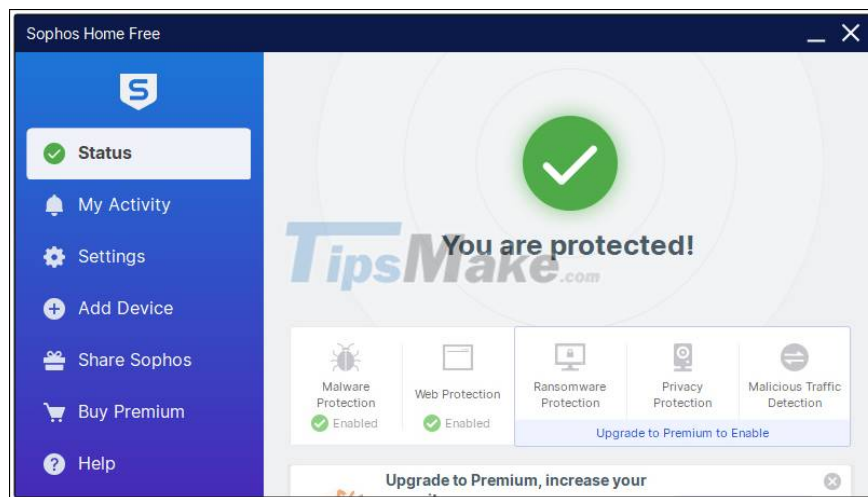 Sophos Home Free
S
Status
My Activity
Settings
Add Device
Share Sophos
Buy Premium
Help
You are protected!
TipsMake.com
Malware
Protection
Enabled
Web Protection
Enabled
Ransomware
Protection
Privacy
Protection
Malicious Traffic
Detection
Upgrade to Premium to Enable
Upgrade to Premium, increase your